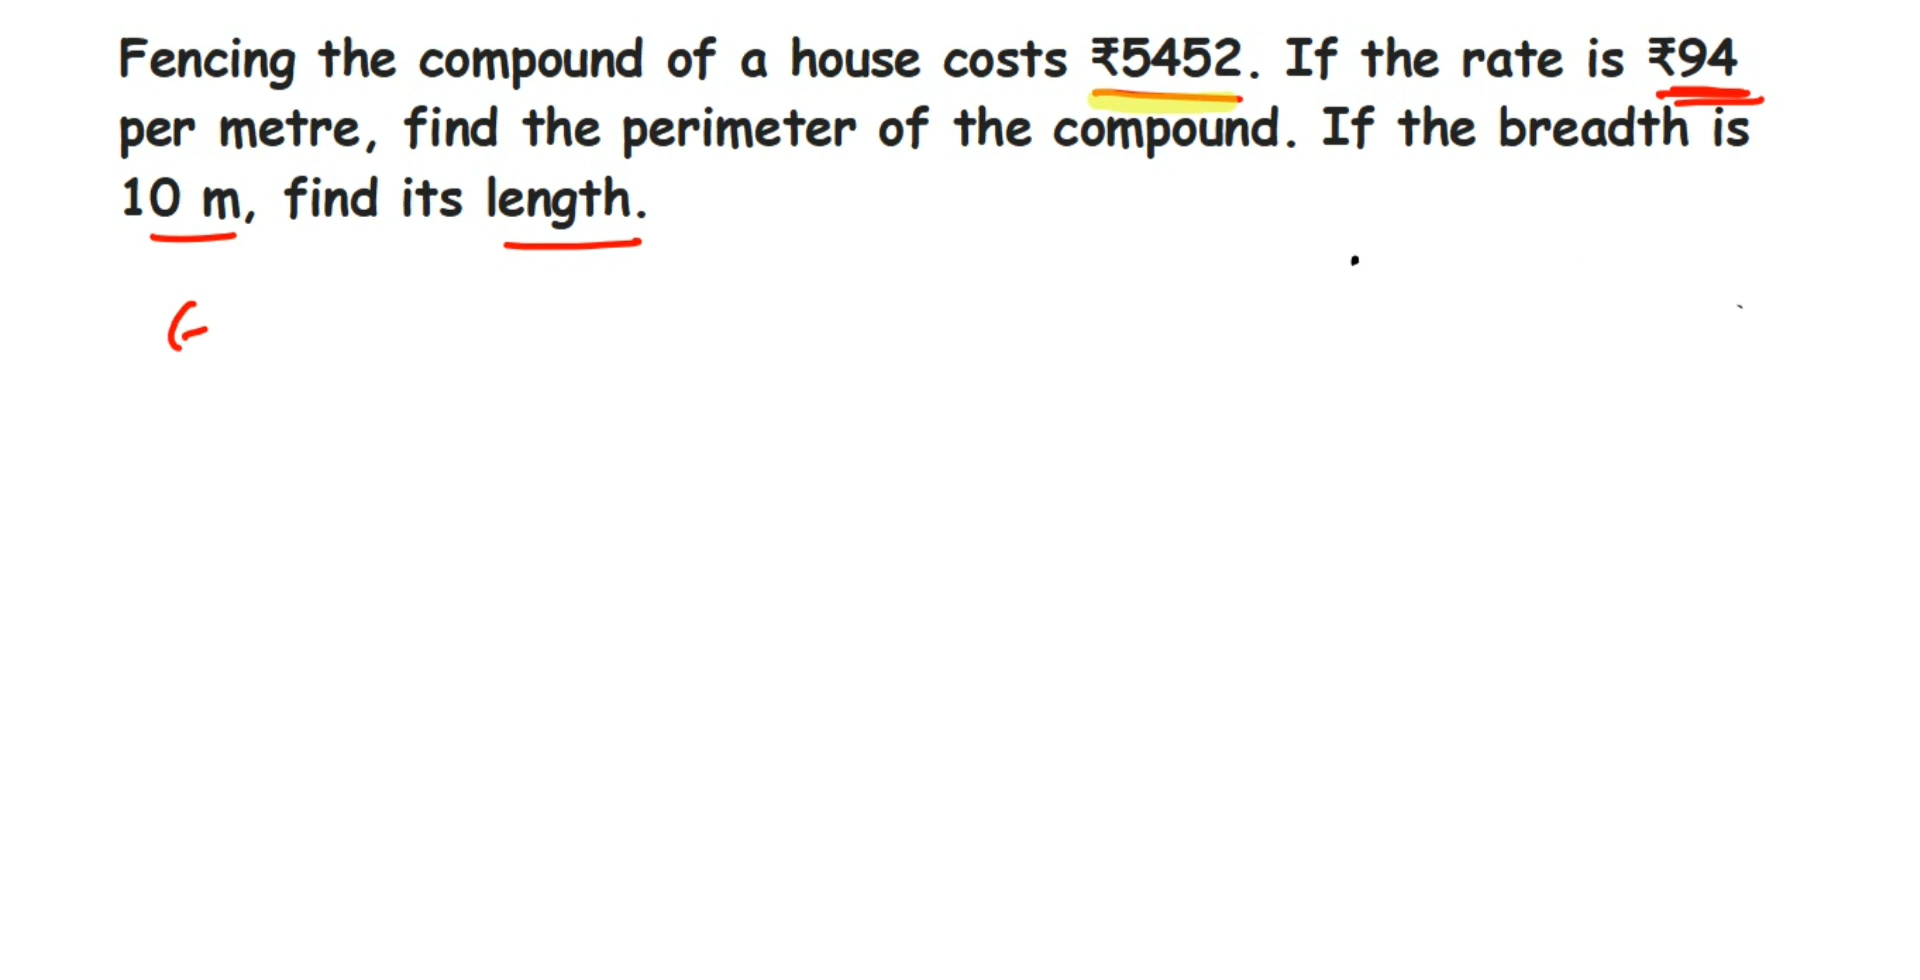 Fencing the compound of a house costs ₹5452. If the rate is ₹94
per metre, find the perimeter of the compound. If the breadth is
10 m, find its length.